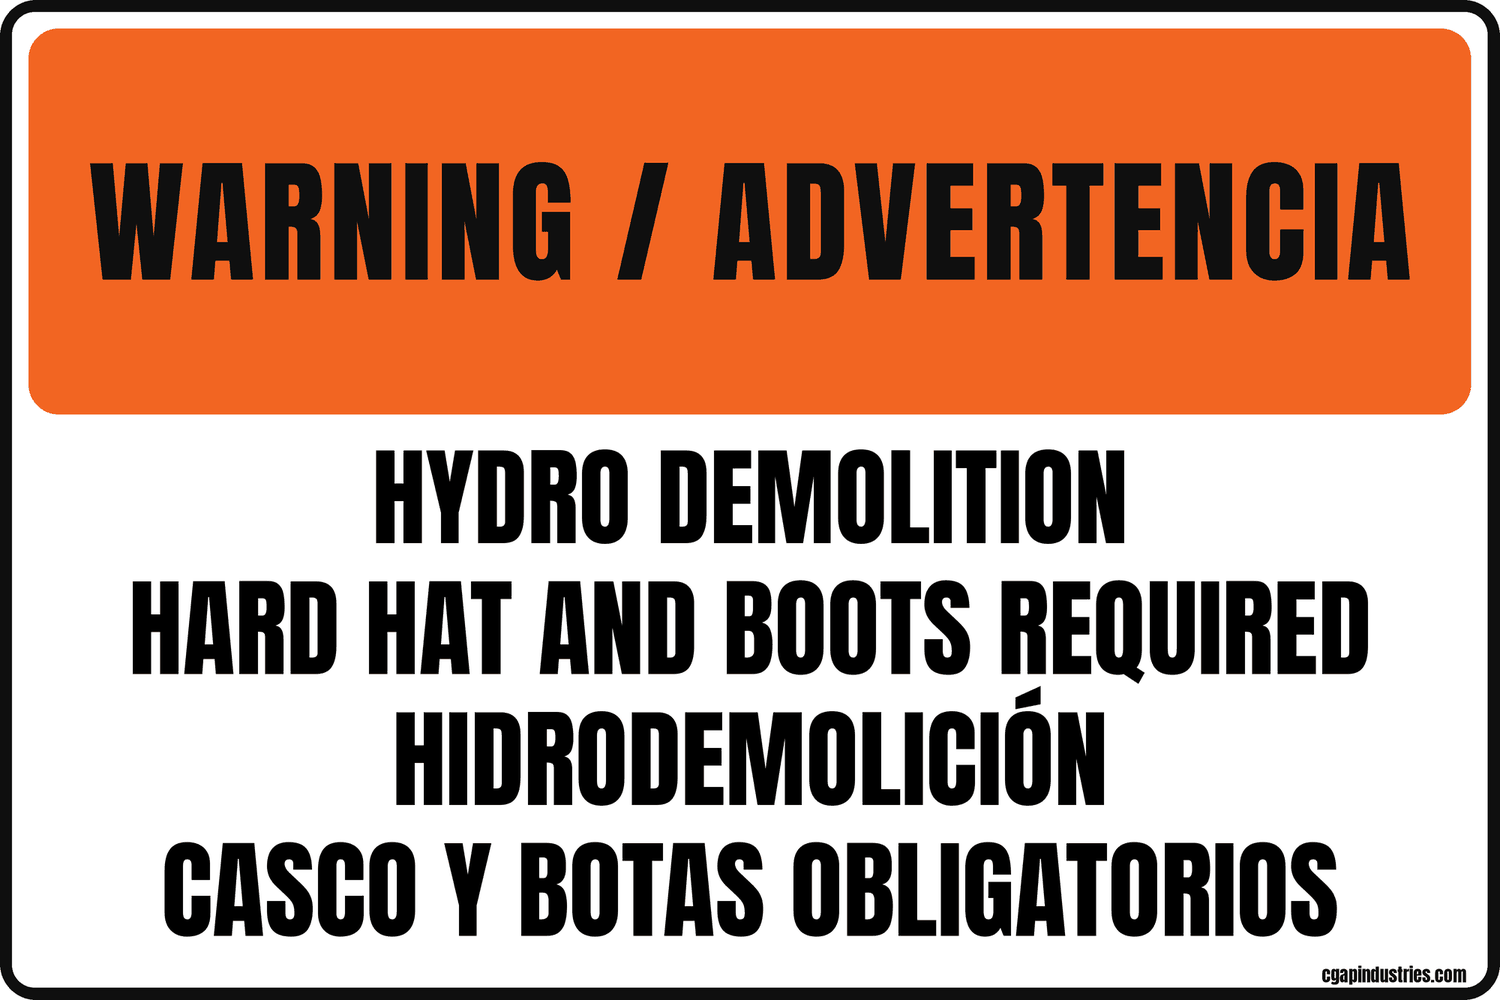 WARNING / ADVERTENCIA
HYDRO DEMOLITION
HARD HAT AND BOOTS REQUIRED
HIDRODEMOLICIÓN
CASCO Y BOTAS OBLIGATORIOS
cgapindustries.com